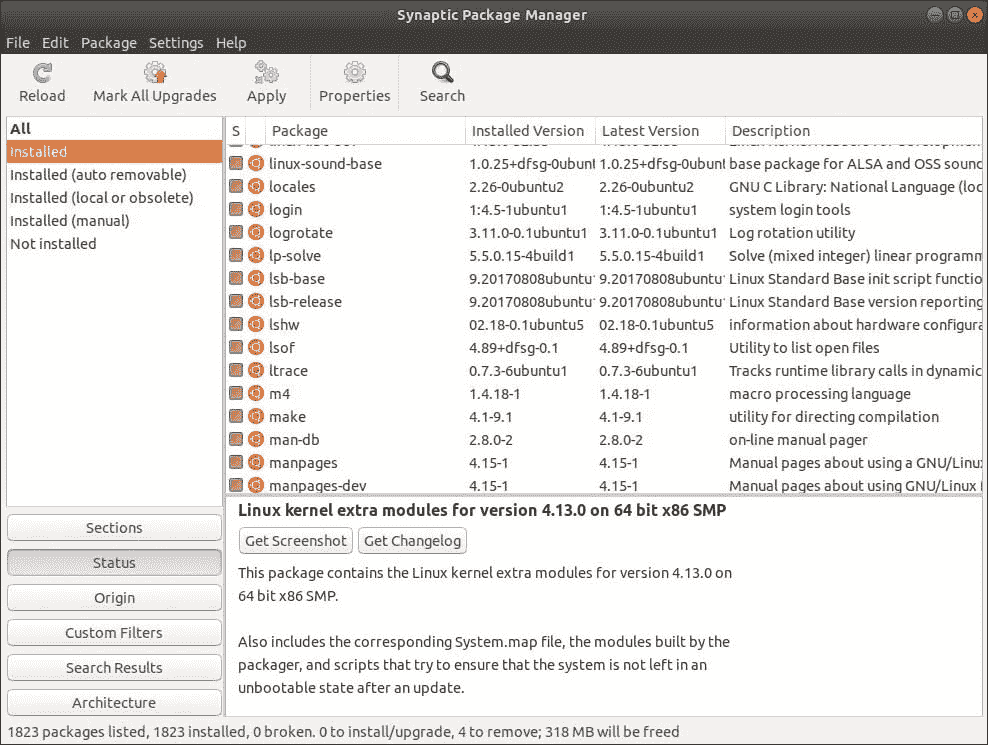 Synaptic Package Manager
File Edit Package Settings Help
Reload Mark All Upgrades Apply Properties Search
All
Installed
Installed (auto removable)
Installed (local or obsolete)
Installed (manual)
Not installed
Sections
Status
Origin
Custom Filters
Search Results
Architecture
S Package Installed Version Latest Version Description
linux-sound-base 1.0.25+dfsg-0ubunt 1.0.25+dfsg-0ubunt base package for ALSA and OSS soun
locales 2.26-0ubuntu2 2.26-0ubuntu2 GNU C Library: National Language (loc
login 1:4.5-1ubuntu1 1:4.5-1ubuntu1 system login tools
logrotate 3.11.0-0.1ubuntu1 3.11.0-0.1ubuntu1 Log rotation utility
lp-solve 5.5.0.15-4build1 5.5.0.15-4build1 Solve (mixed integer) linear programm
lsb-base 9.20170808ubuntu1 9.20170808ubuntu1 Linux Standard Base init script functio
lsb-release 9.20170808ubuntu1 9.20170808ubuntu1 Linux Standard Base version reporting
lshw 02.18-0.1ubuntu5 02.18-0.1ubuntu5 information about hardware configura
lsof 4.89+dfsg-0.1 4.89+dfsg-0.1 Utility to list open files
ltrace 0.7.3-6ubuntu1 0.7.3-6ubuntu1 Tracks runtime library calls in dynamic
m4 1.4.18-1 1.4.18-1 macro processing language
make 4.1-9.1 4.1-9.1 utility for directing compilation
man-db 2.8.0-2 2.8.0-2 on-line manual pager
manpages 4.15-1 4.15-1 Manual pages about using a GNU/Linux
manpages-dev 4.15-1 4.15-1 Manual pages about using GNU/Linux
Linux kernel extra modules for version 4.13.0 on 64 bit x86 SMP
Get Screenshot Get Changelog
This package contains the Linux kernel extra modules for version 4.13.0 on
64 bit x86 SMP.
Also includes the corresponding System.map file, the modules built by the
packager, and scripts that try to ensure that the system is not left in an
unbootable state after an update.
1823 packages listed, 1823 installed, 0 broken. 0 to install/upgrade, 4 to remove; 318 MB will be freed